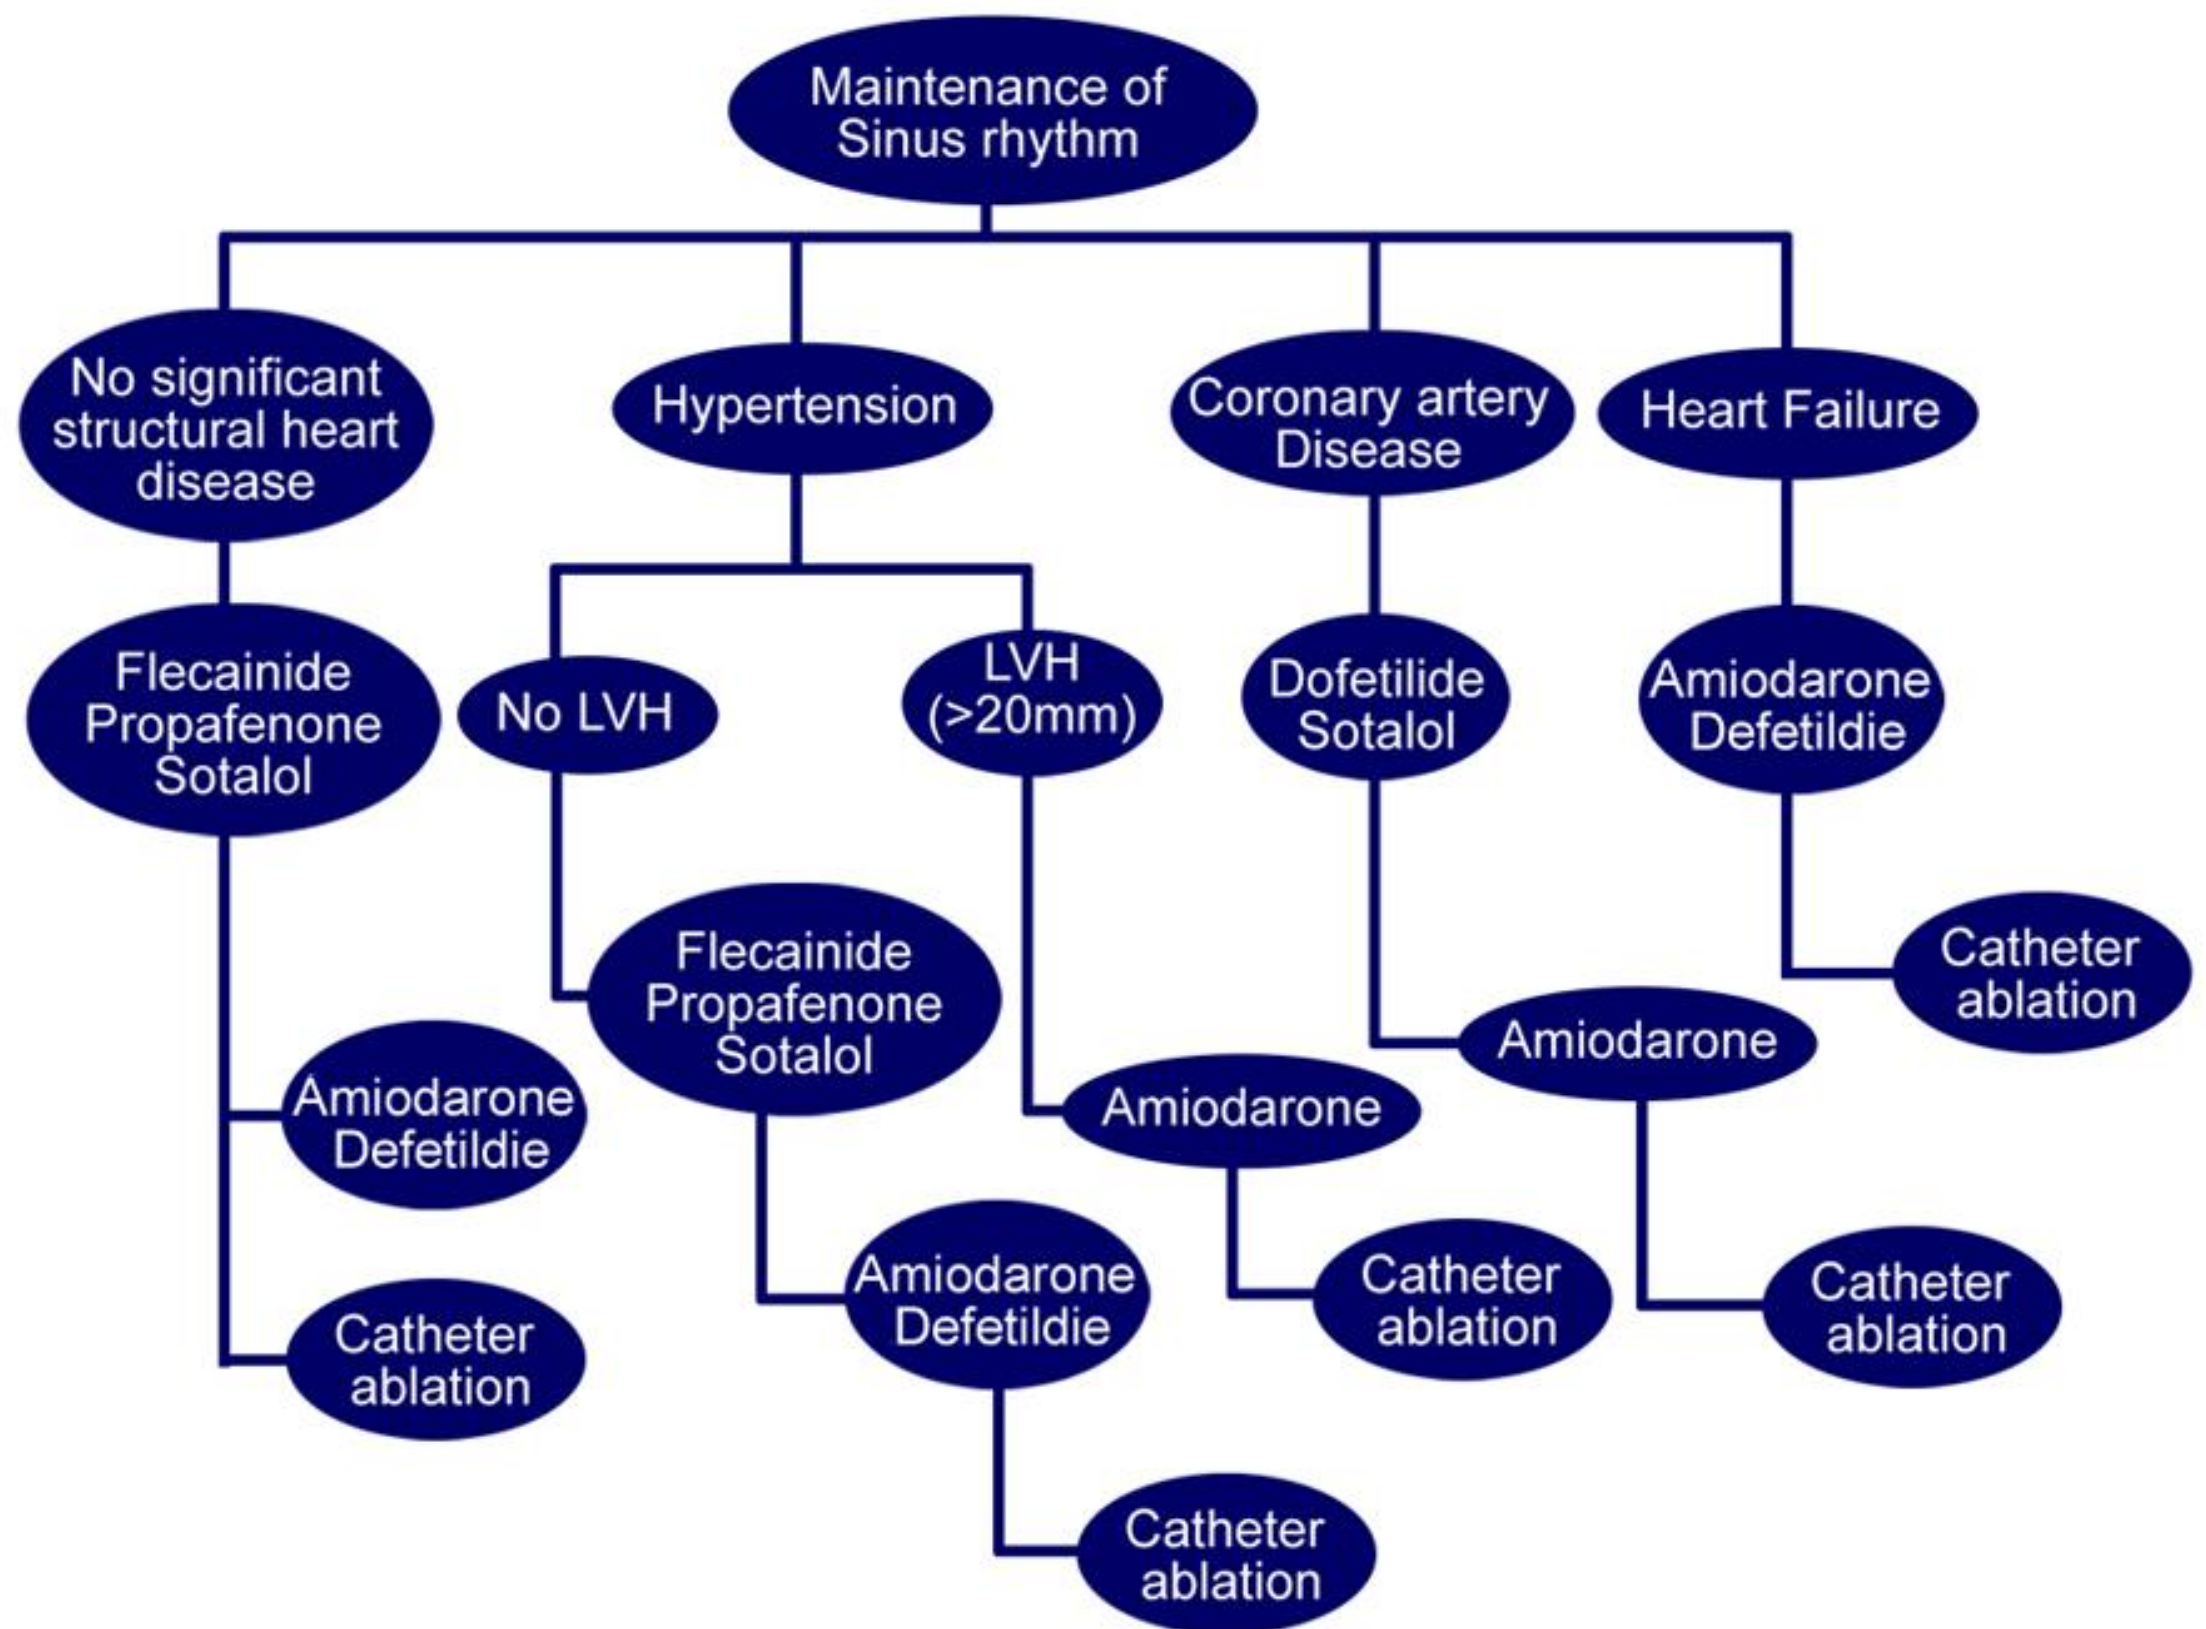 Maintenance of
Sinus rhythm
No significant
structural heart
disease
Hypertension
Coronary artery
Disease
Heart Failure
Flecainide
Propafenone
Sotalol
No LVH
LVH
(>20mm)
Dofetilide
Sotalol
Amiodarone
Defetildie
Flecainide
Propafenone
Sotalol
Catheter
ablation
Amiodarone
Defetildie
Amiodarone
Amiodarone
Catheter
ablation
Amiodarone
Defetildie
Catheter
ablation
Catheter
ablation
Catheter
ablation